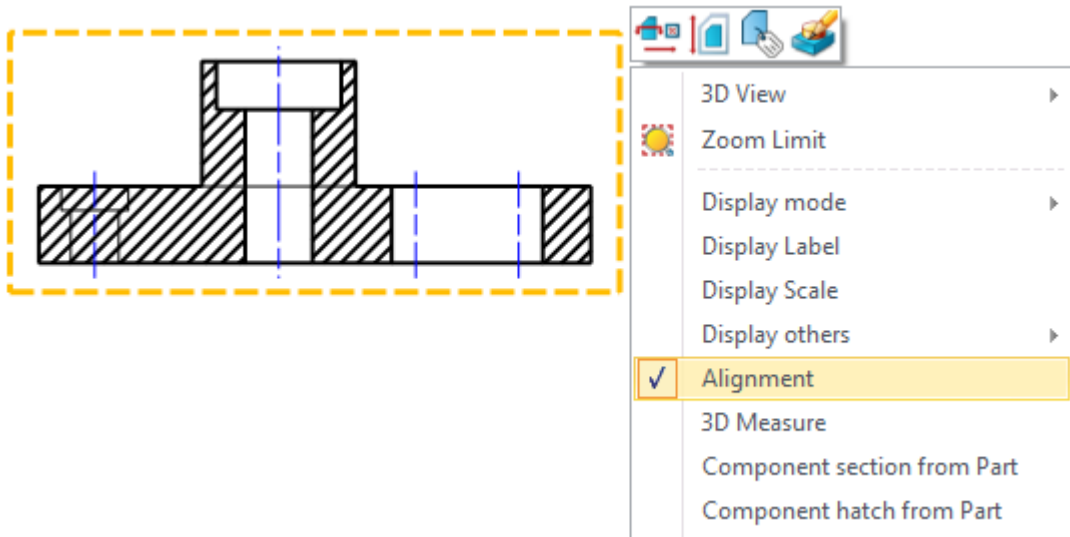 3D View
Zoom Limit
Display mode
Display Label
Display Scale
Display others
Alignment
3D Measure
Component section from Part
Component hatch from Part